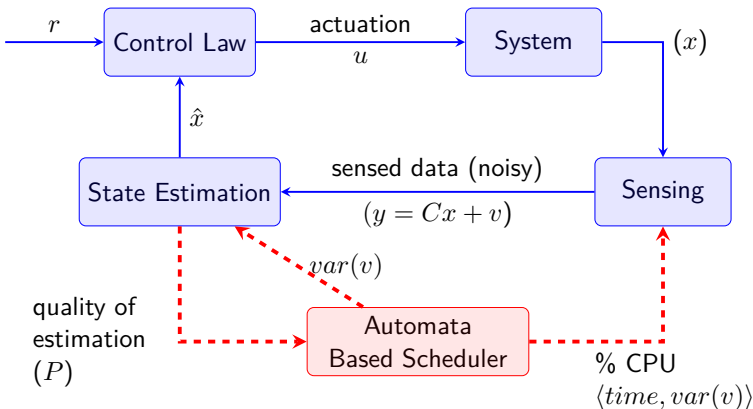 r
Control Law
actuation
u
System
(x)
x̂
State Estimation
sensed data (noisy)
(y = Cx + v)
Sensing
var(v)
quality of
estimation
(P)
Automata
Based Scheduler
% CPU
⟨time, var(v)⟩